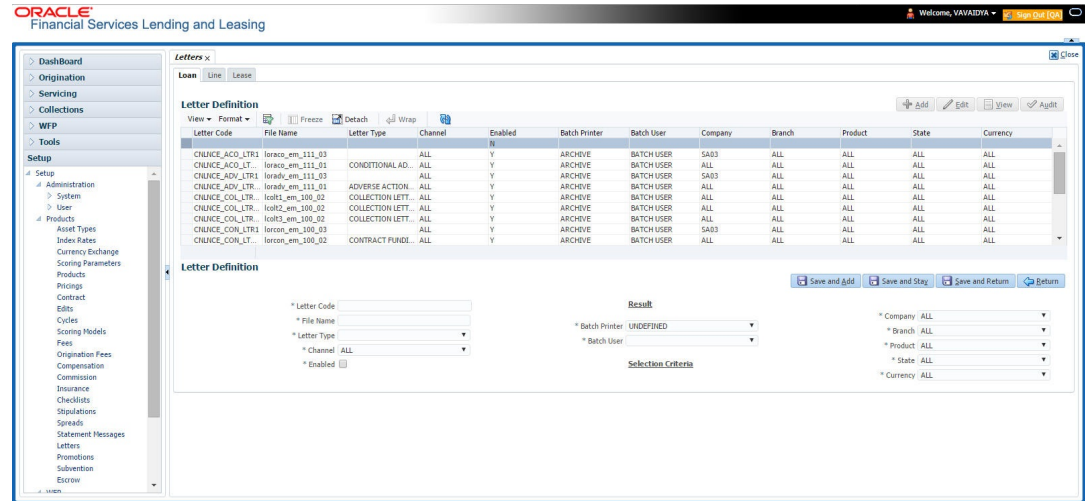 ORACLE
Financial Services Lending and Leasing
Welcome, VAVAIDYA
Sign Out [QA]
DashBoard
Origination
Servicing
Collections
WFP
Tools
Setup
Setup
Administration
System
User
Products
Asset Types
Index Rates
Currency Exchange
Scoring Parameters
Products
Pricings
Contract
Edits
Cycles
Scoring Models
Fees
Origination Fees
Compensation
Commission
Insurance
Checklists
Stipulations
Spreads
Statement Messages
Letters
Promotions
Subvention
Escrow
WFP
Letters x
Close
Loan Line Lease
Letter Definition
Add Edit View Audit
View Format Freeze Detach Wrap
Letter Code File Name Letter Type Channel Enabled Batch Printer Batch User Company Branch Product State Currency
N
CNLNCE_ACO_LTR1 loraco_em_111_03 ALL Y ARCHIVE BATCH USER SA03 ALL ALL ALL ALL
CNLNCE_ACO_LT... loraco_em_111_01 CONDITIONAL AD... ALL Y ARCHIVE BATCH USER ALL ALL ALL ALL ALL
CNLNCE_ADV_LTR1 loradv_em_111_03 ALL Y ARCHIVE BATCH USER SA03 ALL ALL ALL ALL
CNLNCE_ADV_LTR... loradv_em_111_01 ADVERSE ACTION... ALL Y ARCHIVE BATCH USER ALL ALL ALL ALL ALL
CNLNCE_COL_LTR... lcolt1_em_100_02 COLLECTION LETT... ALL Y ARCHIVE BATCH USER ALL ALL ALL ALL ALL
CNLNCE_COL_LTR... lcolt2_em_100_02 COLLECTION LETT... ALL Y ARCHIVE BATCH USER ALL ALL ALL ALL ALL
CNLNCE_COL_LTR... lcolt3_em_100_02 COLLECTION LETT... ALL Y ARCHIVE BATCH USER ALL ALL ALL ALL ALL
CNLNCE_CON_LTR1 lorcon_em_100_03 ALL Y ARCHIVE BATCH USER SA03 ALL ALL ALL ALL
CNLNCE_CON_LT... lorcon_em_100_02 CONTRACT FUNDI... ALL Y ARCHIVE BATCH USER ALL ALL ALL ALL ALL
Letter Definition
Save and Add Save and Stay Save and Return Return
* Letter Code
* File Name
* Letter Type
* Channel ALL
* Enabled
Result
* Batch Printer UNDEFINED
* Batch User
Selection Criteria
* Company ALL
* Branch ALL
* Product ALL
* State ALL
* Currency ALL